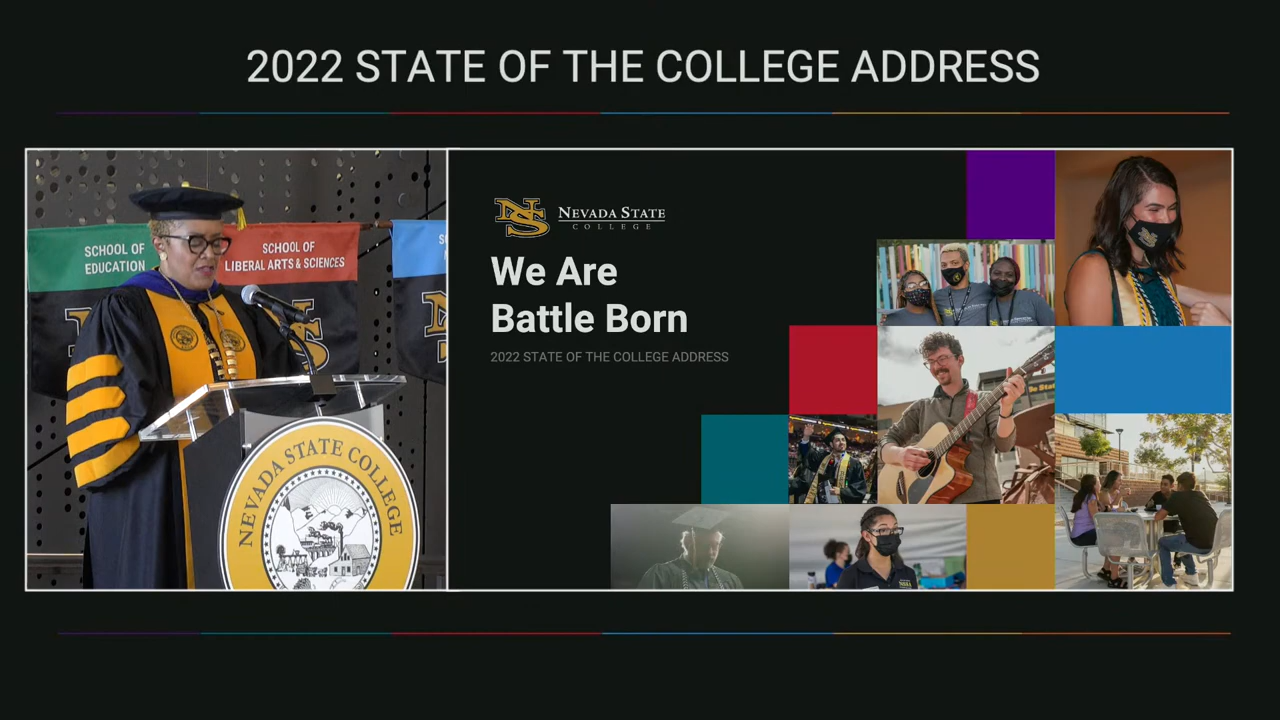 2022 STATE OF THE COLLEGE ADDRESS
SCHOOL OF
EDUCATION
SCHOOL OF
LIBERAL ARTS & SCIENCES
NEVADA STATE COLLEGE
NS
NEVADA STATE
COLLEGE
We Are
Battle Born
2022 STATE OF THE COLLEGE ADDRESS